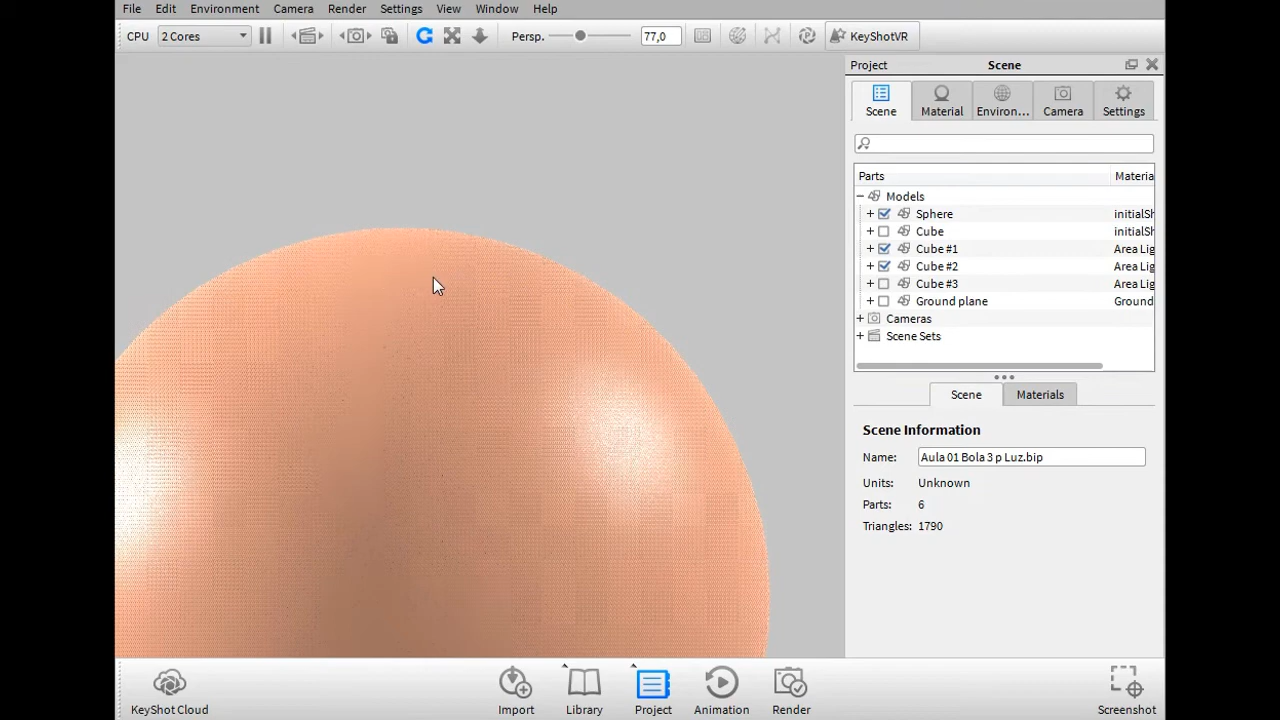 File Edit Environment Camera Render Settings View Window Help
CPU 2 Cores Persp. 77,0 KeyShotVR
Project Scene
Scene Material Environ... Camera Settings
Parts Materia
Models
Sphere initialSh
Cube initialSh
Cube #1 Area Lig
Cube #2 Area Lig
Cube #3 Area Lig
Ground plane Ground
Cameras
Scene Sets
Scene Materials
Scene Information
Name: Aula 01 Bola 3 p Luz.bip
Units: Unknown
Parts: 6
Triangles: 1790
KeyShot Cloud Import Library Project Animation Render Screenshot